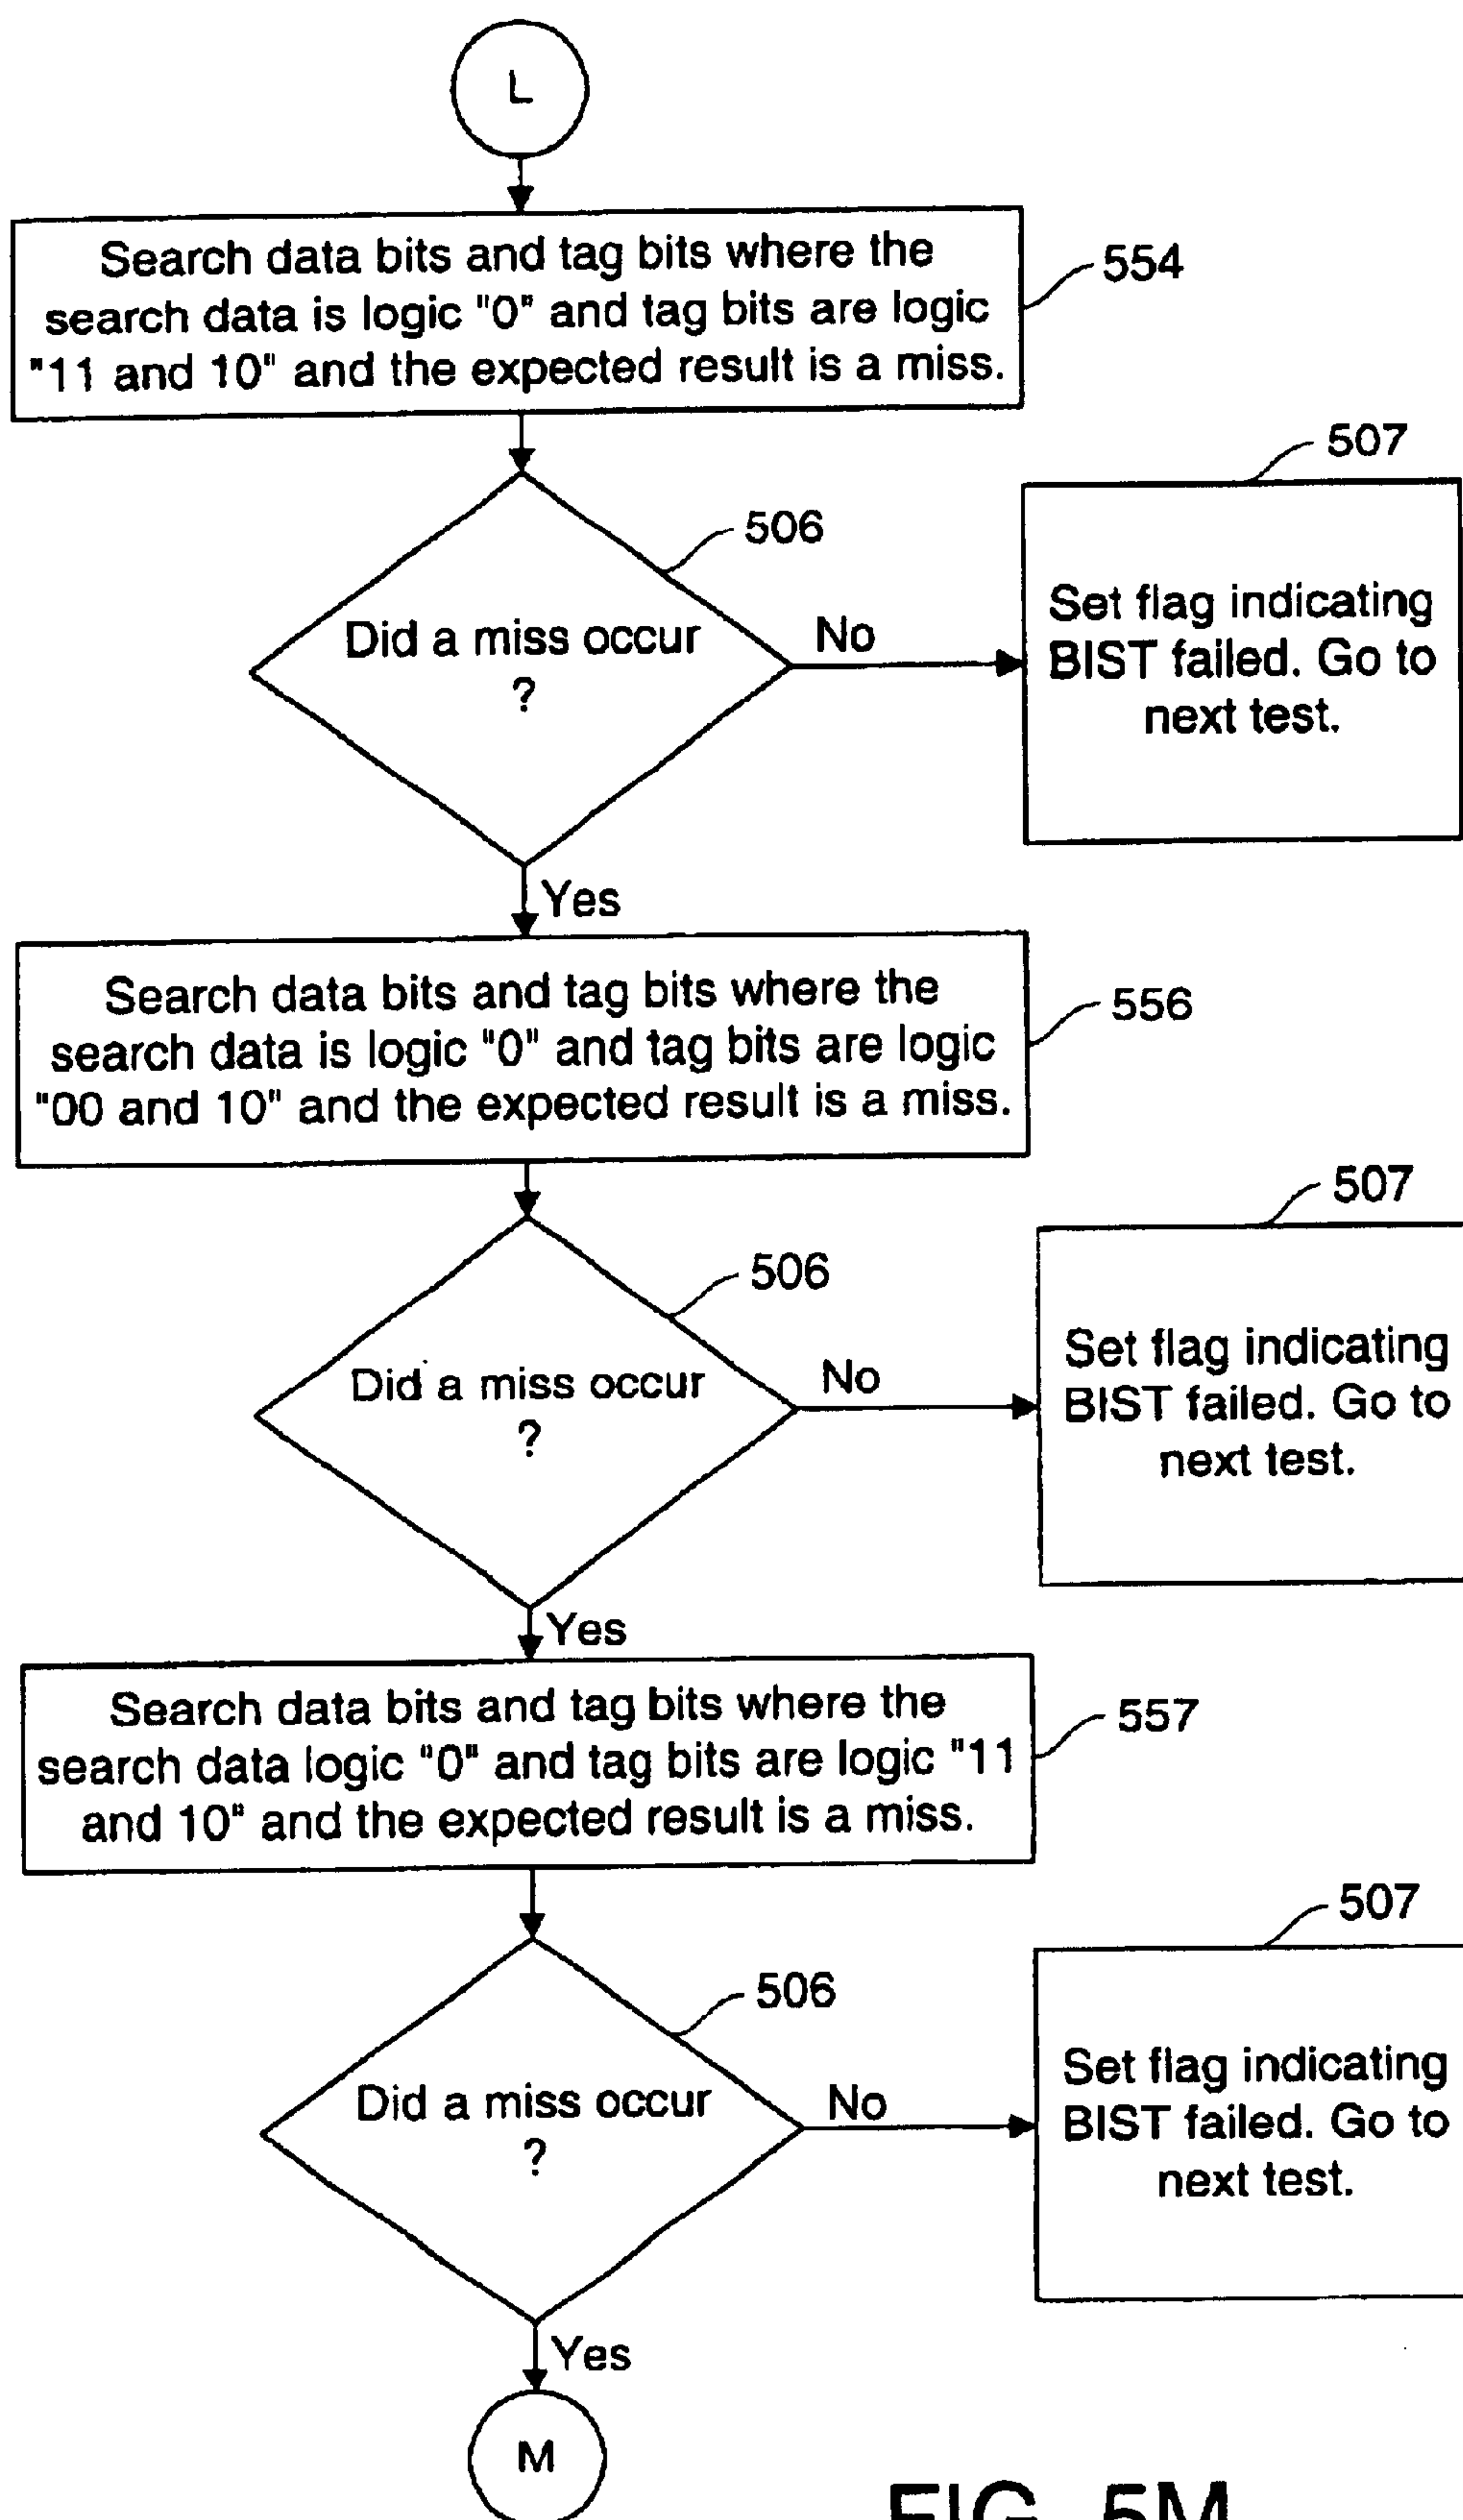 L
Search data bits and tag bits where the
search data is logic "0" and tag bits are logic
"11 and 10" and the expected result is a miss.
554
507
506
Did a miss occur
?
No
Set flag indicating
BIST failed. Go to
next test.
Yes
Search data bits and tag bits where the
search data is logic "0" and tag bits are logic
"00 and 10" and the expected result is a miss.
556
507
506
Did a miss occur
?
No
Set flag indicating
BIST failed. Go to
next test.
Yes
Search data bits and tag bits where the
search data logic "0" and tag bits are logic "11
and 10" and the expected result is a miss.
557
507
506
Did a miss occur
?
No
Set flag indicating
BIST failed. Go to
next test.
Yes
M
FIG. 5M